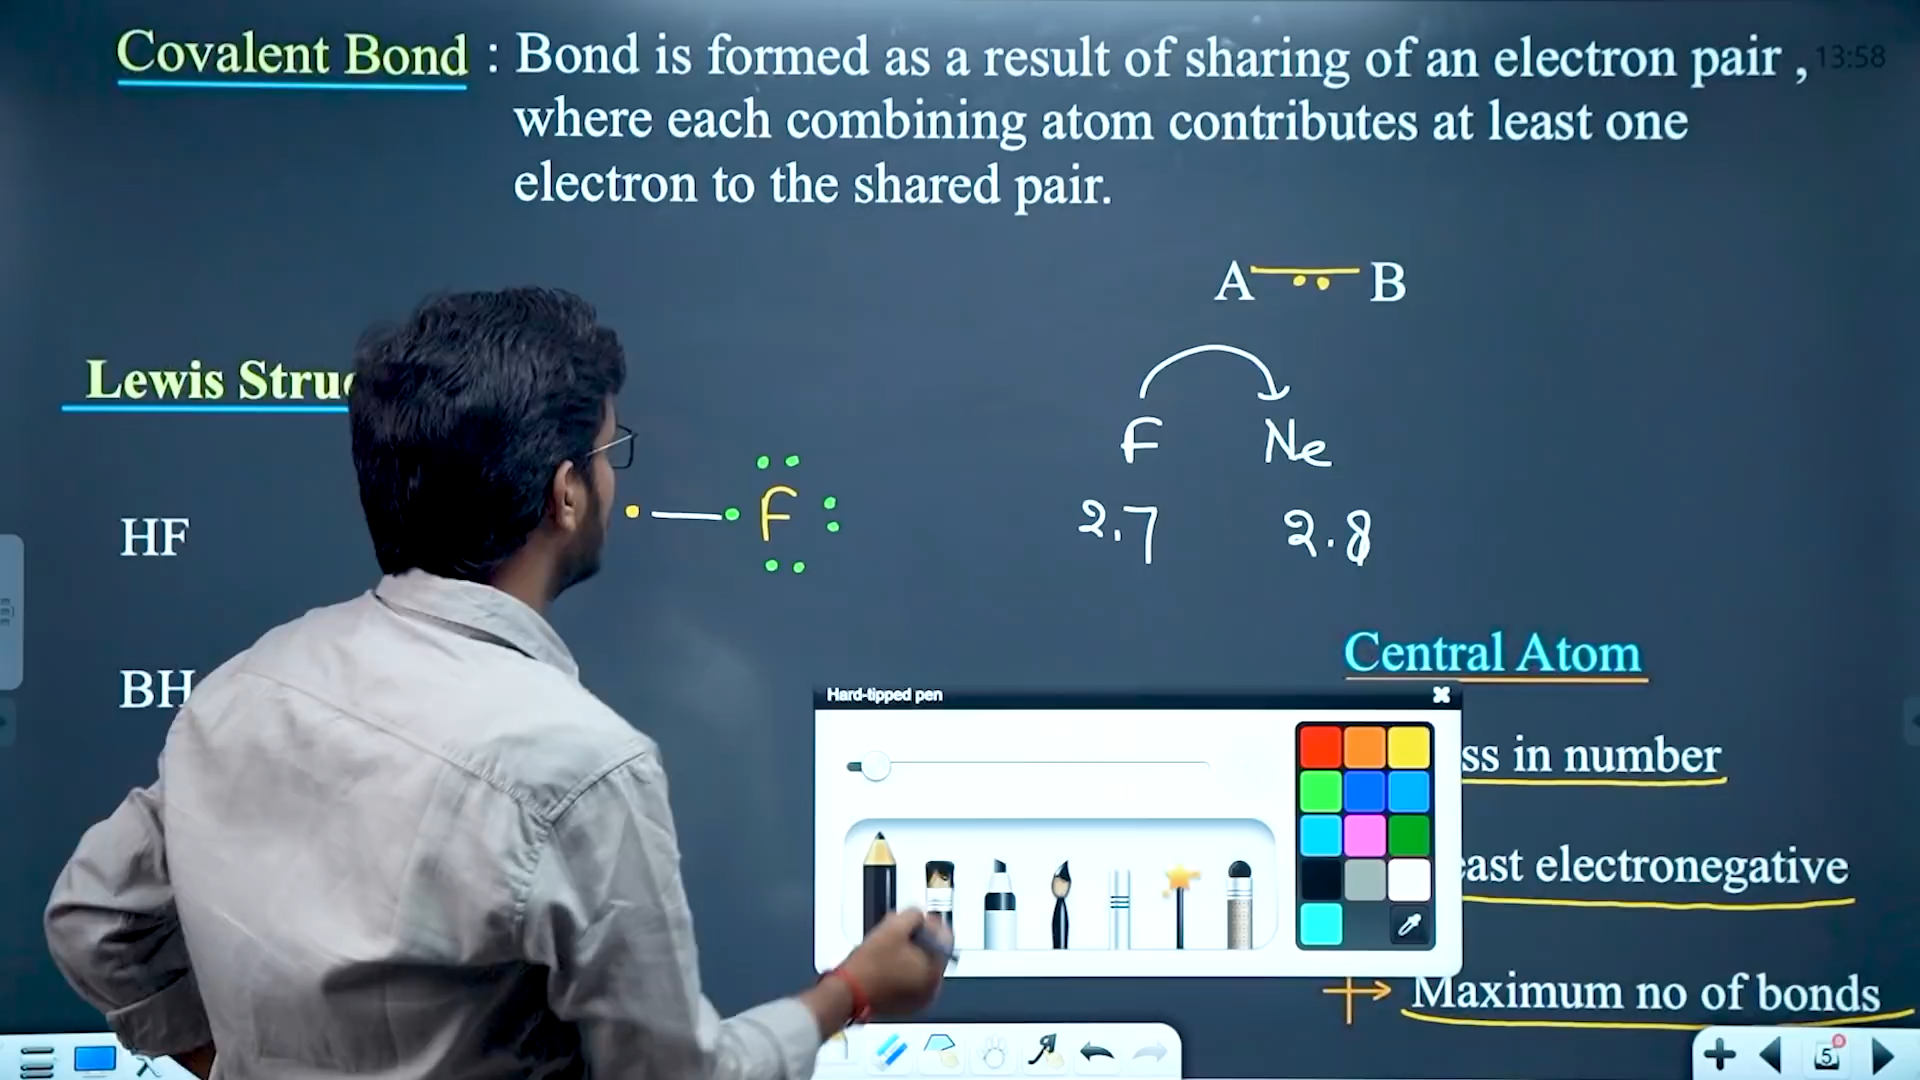 Covalent Bond : Bond is formed as a result of sharing of an electron pair ,
13:58
where each combining atom contributes at least one
electron to the shared pair.
A B
Lewis
F Ne
HF
F
2.7 2.8
Central Atom
Hard-tipped pen
in number
electronegative
Maximum no of bonds
5